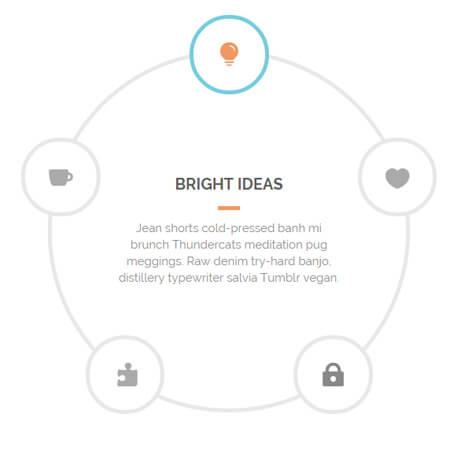 BRIGHT IDEAS
Jean shorts cold-pressed banh mi
brunch Thundercats meditation pug
meggings. Raw denim try-hard banjo,
distillery typewriter salvia Tumblr vegan.